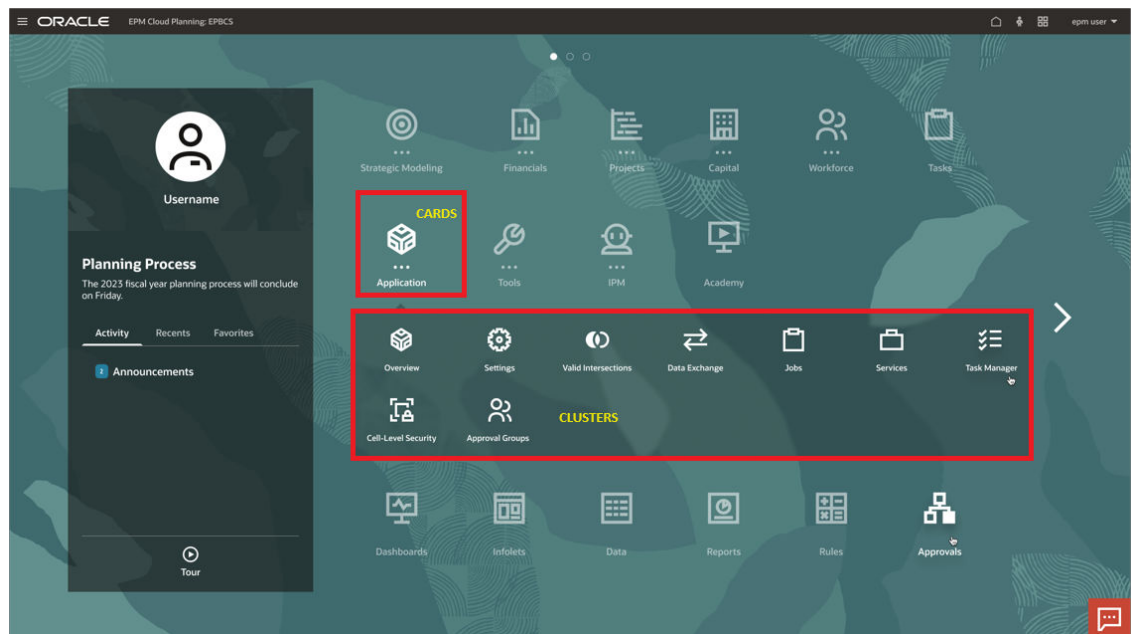 ORACLE EPM Cloud Planning: EPBCS
epm user
Username
Planning Process
The 2023 fiscal year planning process will conclude
on Friday.
Activity Recents Favorites
2 Announcements
Tour
Strategic Modeling Financials Projects Capital Workforce Tasks
CARDS
Application Tools IPM Academy
Overview Settings Valid Intersections Data Exchange Jobs Services Task Manager
CLUSTERS
Cell-Level Security Approval Groups
Dashboards Infolets Data Reports Rules Approvals